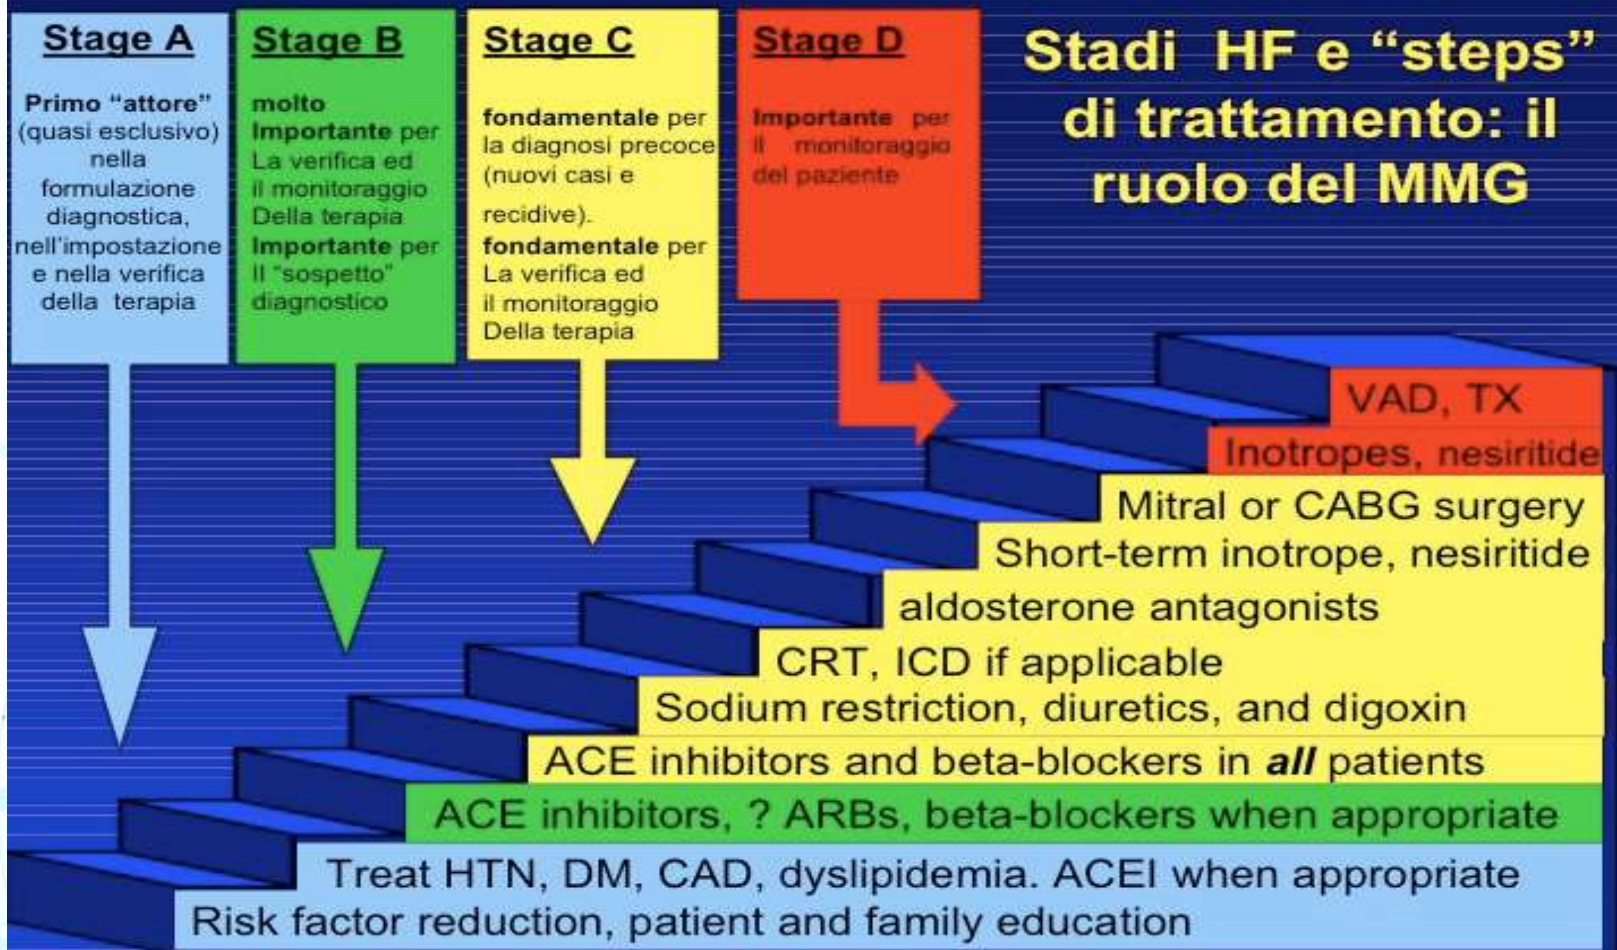 Stage A
Primo “attore”
(quasi esclusivo)
nella
formulazione
diagnostica,
nell'impostazione
e nella verifica
della terapia
Stage B
molto
Importante per
La verifica ed
il monitoraggio
Della terapia
Importante per
Il “sospetto”
diagnostico
Stage C
fondamentale per
la diagnosi precoce
(nuovi casi e
recidive).
fondamentale per
La verifica ed
il monitoraggio
Della terapia
Stage D
Importante per
Il monitoraggio
del paziente
Stadi HF e “steps”
di trattamento: il
ruolo del MMG
VAD, TX
Inotropes, nesiritide
Mitral or CABG surgery
Short-term inotrope, nesiritide
aldosterone antagonists
CRT, ICD if applicable
Sodium restriction, diuretics, and digoxin
ACE inhibitors and beta-blockers in all patients
ACE inhibitors, ? ARBs, beta-blockers when appropriate
Treat HTN, DM, CAD, dyslipidemia. ACEI when appropriate
Risk factor reduction, patient and family education